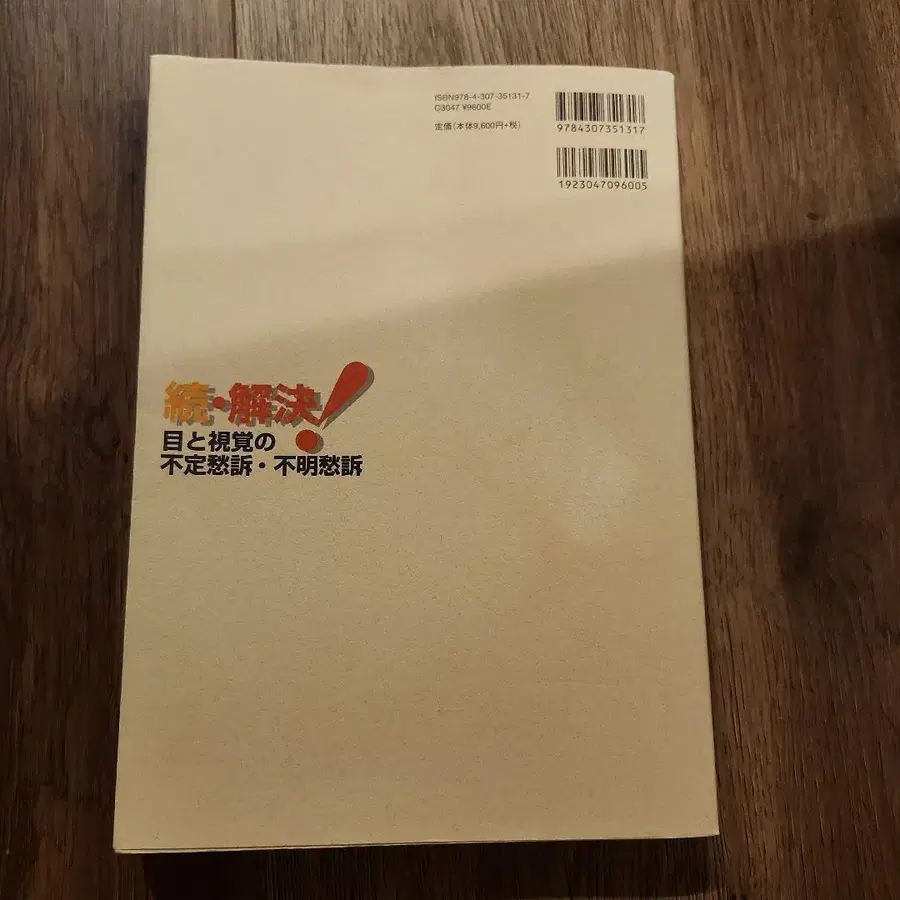 ISBN978-4-307-35131-7
C3047 ¥9600E
定価(本体9,600円+税)
9784307351317
1923047096005
続・解決!
目と視覚の
不定愁訴・不明愁訴